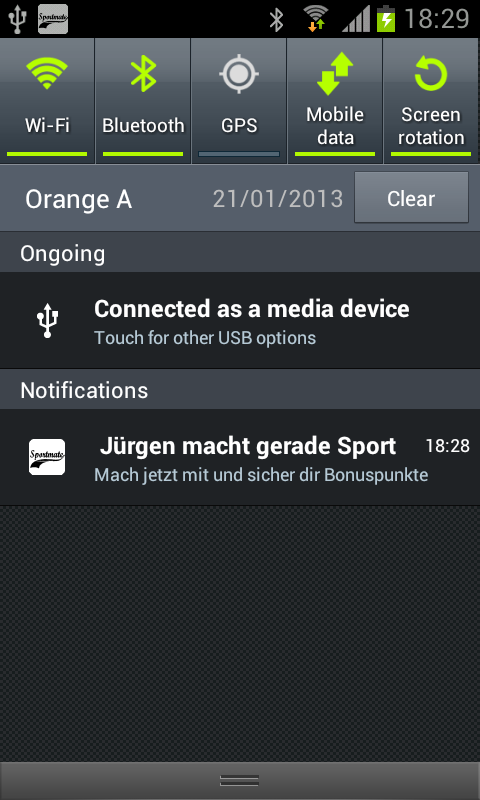 Sportmate 18:29
Wi-Fi
Bluetooth
GPS
Mobile
data
Screen
rotation
Orange A 21/01/2013 Clear
Ongoing
Connected as a media device
Touch for other USB options
Notifications
Sportmate
Jürgen macht gerade Sport 18:28
Mach jetzt mit und sicher dir Bonuspunkte